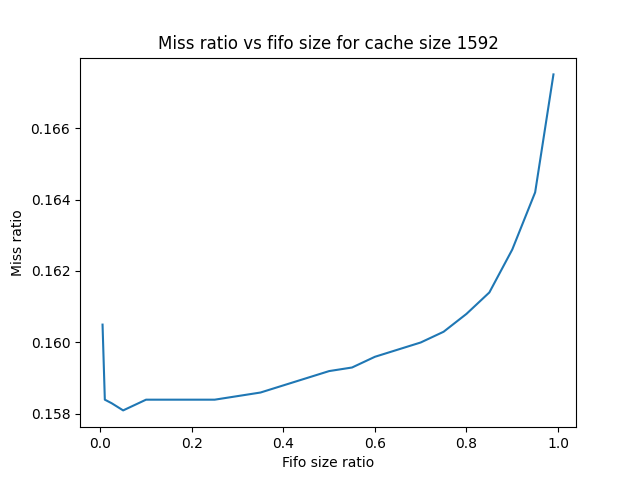 Miss ratio vs fifo size for cache size 1592
0.166
0.164
0.162
0.160
0.158
Miss ratio
0.0 0.2 0.4 0.6 0.8 1.0
Fifo size ratio